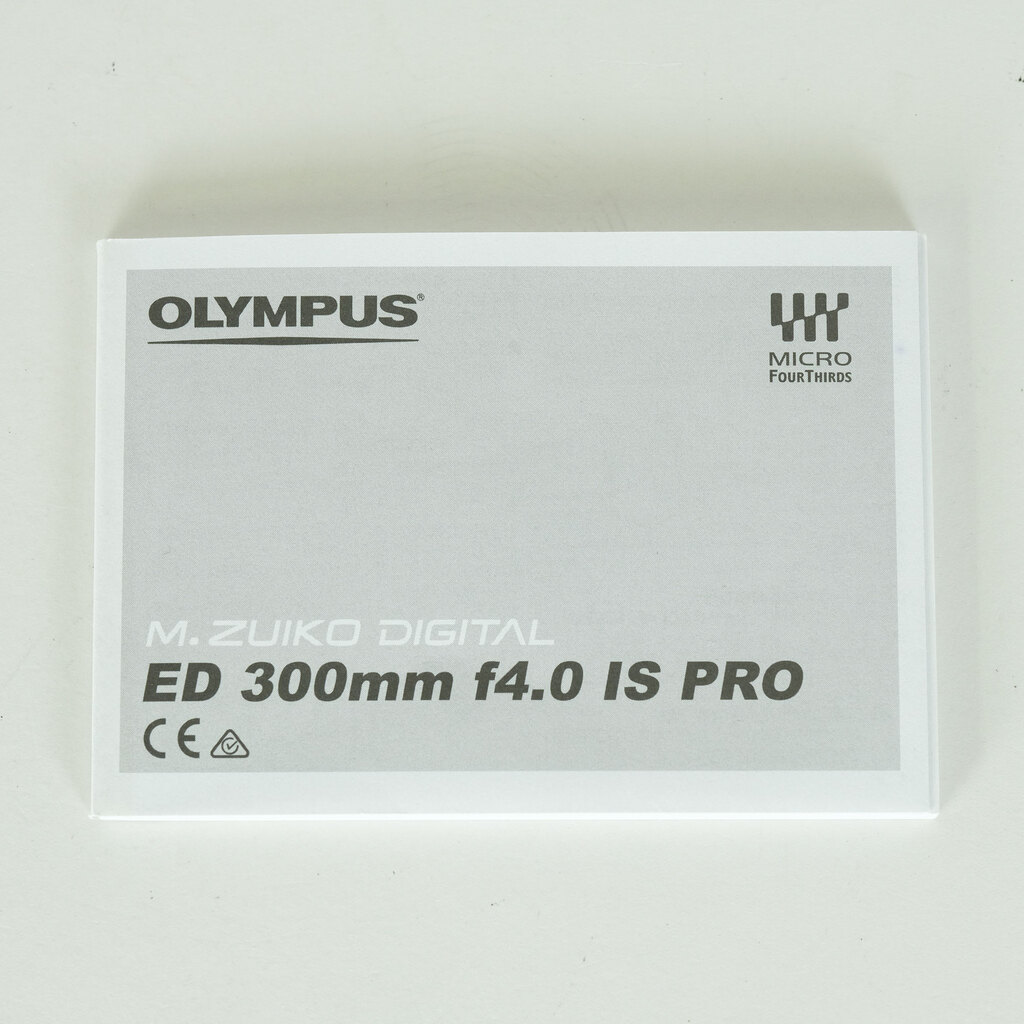 OLYMPUS®
MICRO
FOURTHIRDS
M.ZUIKO DIGITAL
ED 300mm f4.0 IS PRO
CE